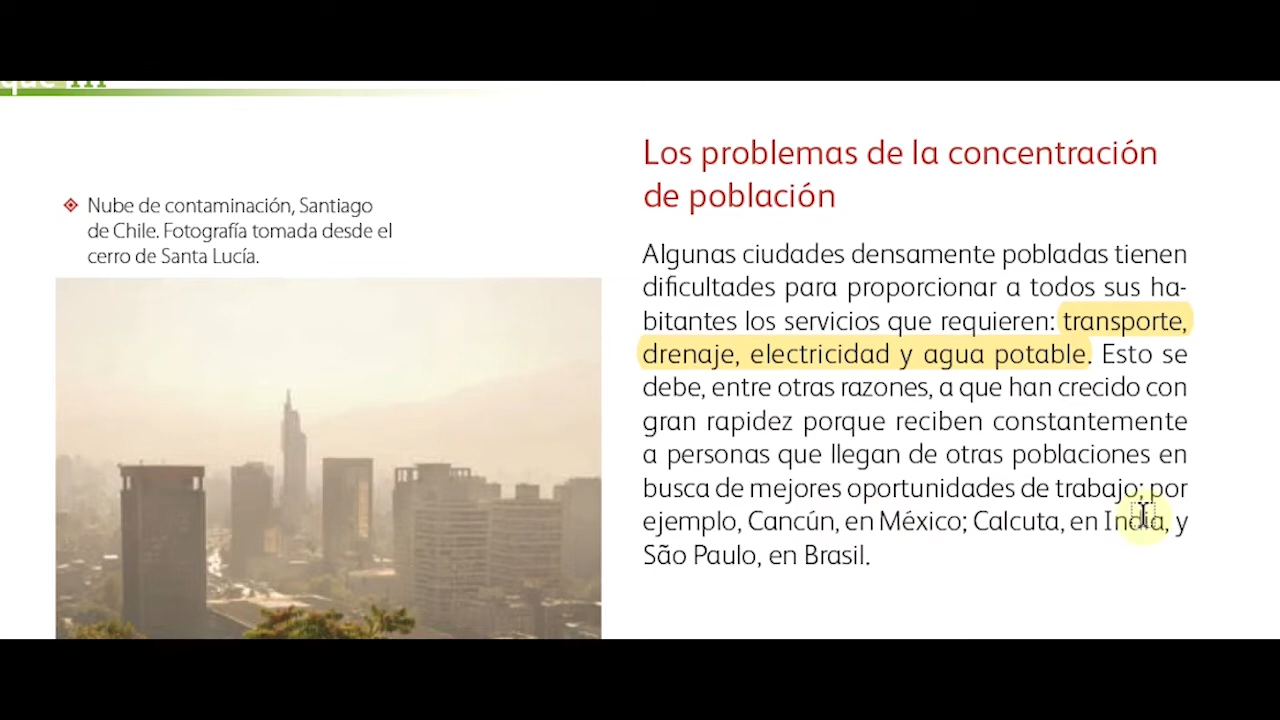 Nube de contaminación, Santiago
de Chile. Fotografía tomada desde el
cerro de Santa Lucía.
Los problemas de la concentración
de población
Algunas ciudades densamente pobladas tienen
dificultades para proporcionar a todos sus ha-
bitantes los servicios que requieren: transporte,
drenaje, electricidad y agua potable. Esto se
debe, entre otras razones, a que han crecido con
gran rapidez porque reciben constantemente
a personas que llegan de otras poblaciones en
busca de mejores oportunidades de trabajo; por
ejemplo, Cancún, en México; Calcuta, en India, y
São Paulo, en Brasil.